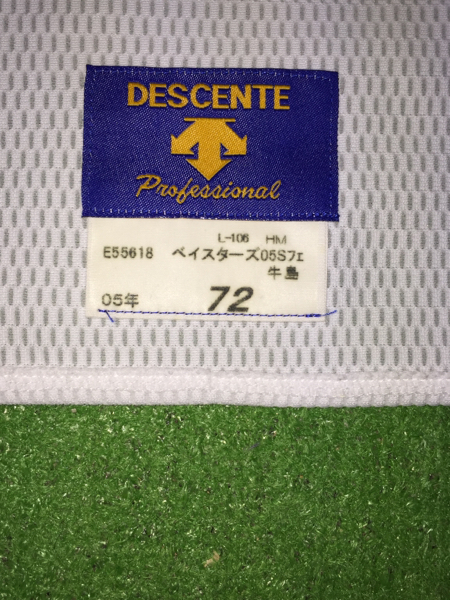 DESCENTE
Professional
L-106 HM
E55618 ベイスターズ05Sフェ
牛島
05年 72